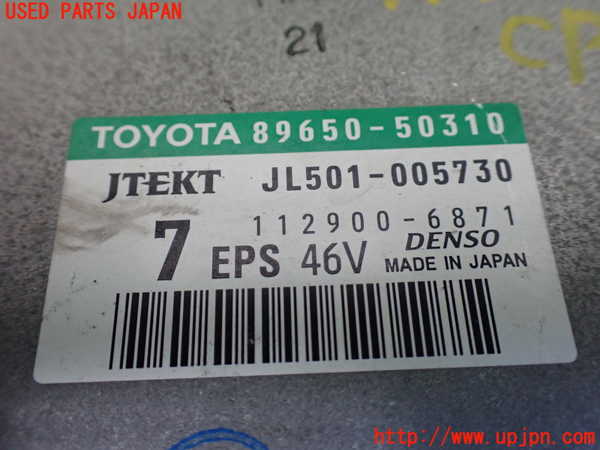 USED PARTS JAPAN
21
CP
TOYOTA 89650-50310
JTEKT JL501-005730
112900-6871
7 EPS 46V DENSO
MADE IN JAPAN
http://www.upjpn.com/